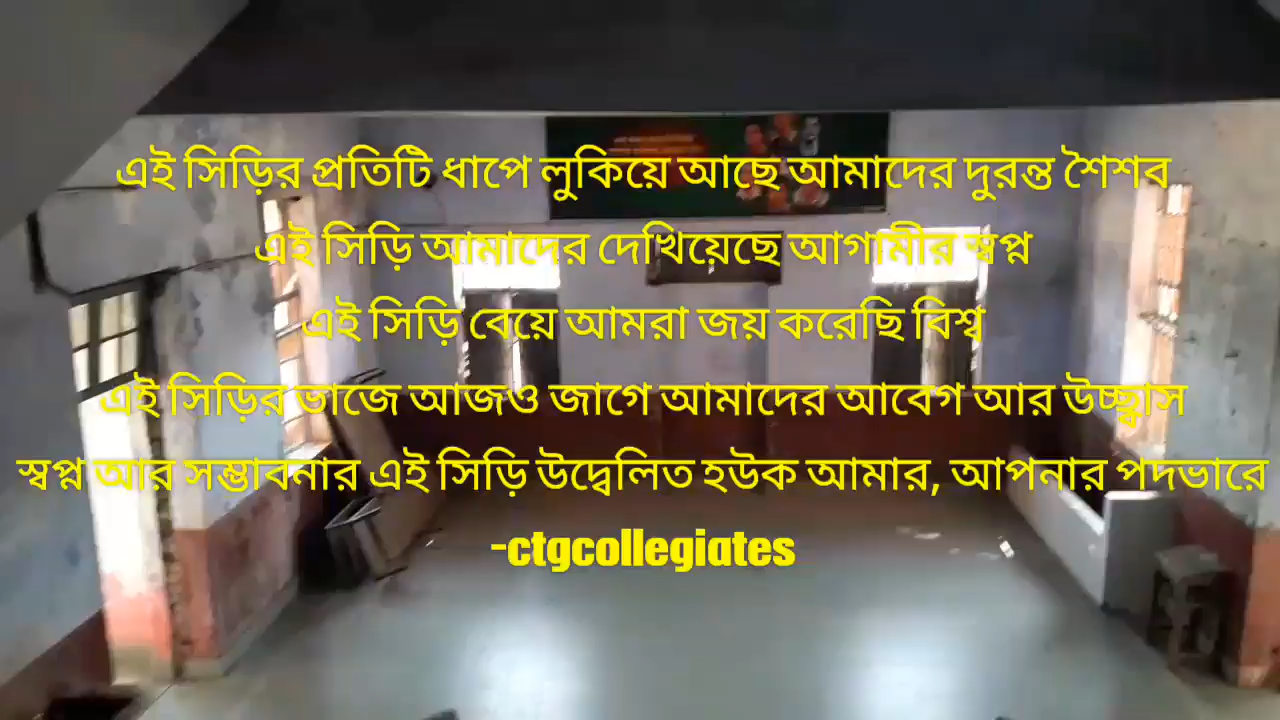 এই সিড়ির প্রতিটি ধাপে লুকিয়ে আছে আমাদের দুরন্ত শৈশব
এই সিড়ি আমাদের দেখিয়েছে আগামীর স্বপ্ন
এই সিড়ি বেয়ে আমরা জয় করেছি বিশ্ব
এই সিড়ির ভাজে আজও জাগে আমাদের আবেগ আর উচ্ছ্বাস
স্বপ্ন আর সম্ভাবনার এই সিড়ি উদ্বেলিত হউক আমার, আপনার পদভারে
-ctgcollegiates